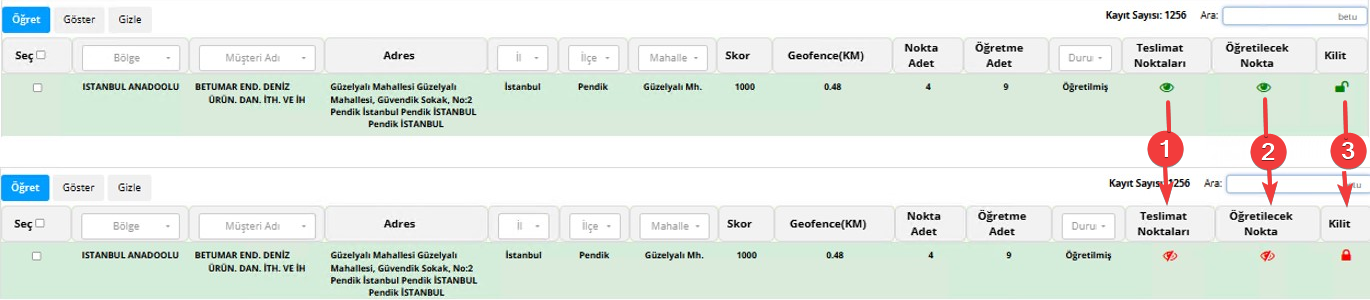 Öğret Göster Gizle Kayıt Sayısı: 1256 Ara: betu
Seç Bölge Müşteri Adı Adres İl İlçe Mahalle Skor Geofence(KM) Nokta Adet Öğretme Adet Duru Teslimat Noktaları Öğretilecek Nokta Kilit
ISTANBUL ANADOOLU BETUMAR END. DENİZ Güzelyalı Mahallesi Güzelyalı İstanbul Pendik Güzelyalı Mh. 1000 0.48 4 9 Öğretilmiş
ÜRÜN. DAN. İTH. VE İH Mahallesi, Güvendik Sokak, No:2
Pendik İstanbul Pendik İSTANBUL
Pendik İSTANBUL
1 2 3
Öğret Göster Gizle Kayıt Sayısı: 1256 Ara:
Seç Bölge Müşteri Adı Adres İl İlçe Mahalle Skor Geofence(KM) Nokta Adet Öğretme Adet Duru Teslimat Noktaları Öğretilecek Nokta Kilit
ISTANBUL ANADOOLU BETUMAR END. DENİZ Güzelyalı Mahallesi Güzelyalı İstanbul Pendik Güzelyalı Mh. 1000 0.48 4 9 Öğretilmiş
ÜRÜN. DAN. İTH. VE İH Mahallesi, Güvendik Sokak, No:2
Pendik İstanbul Pendik İSTANBUL
Pendik İSTANBUL